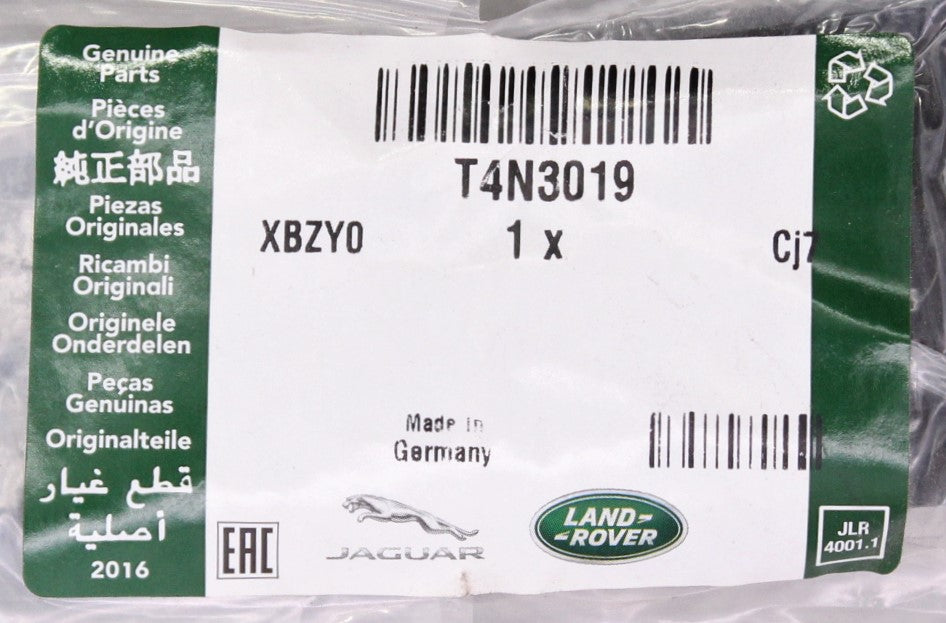 Genuine
Parts
Pièces
d'Origine
純正部品
Piezas
Originales
Ricambi
Originali
Originele
Onderdelen
Peças
Genuinas
Originalteile
قطع غيار
أصلية
2016
T4N3019
XBZY0 1 x Cj7
Made in
Germany
EAC
JAGUAR
LAND-
-ROVER
JLR
4001.1